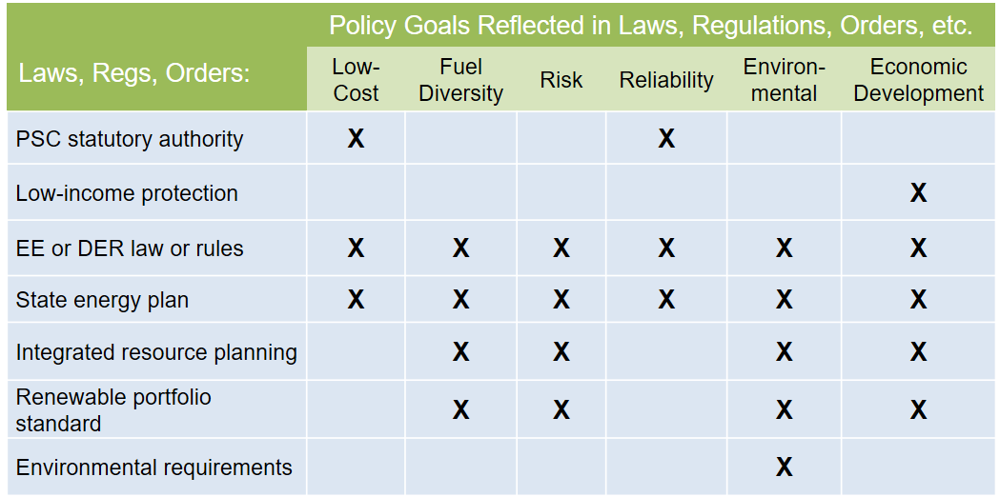 Policy Goals Reflected in Laws, Regulations, Orders, etc.
Laws, Regs, Orders:
Low-
Cost
Fuel
Diversity
Risk
Reliability
Environ-
mental
Economic
Development
PSC statutory authority X X
Low-income protection X
EE or DER law or rules X X X X X X
State energy plan X X X X X X
Integrated resource planning X X X X
Renewable portfolio
standard X X X X
Environmental requirements X